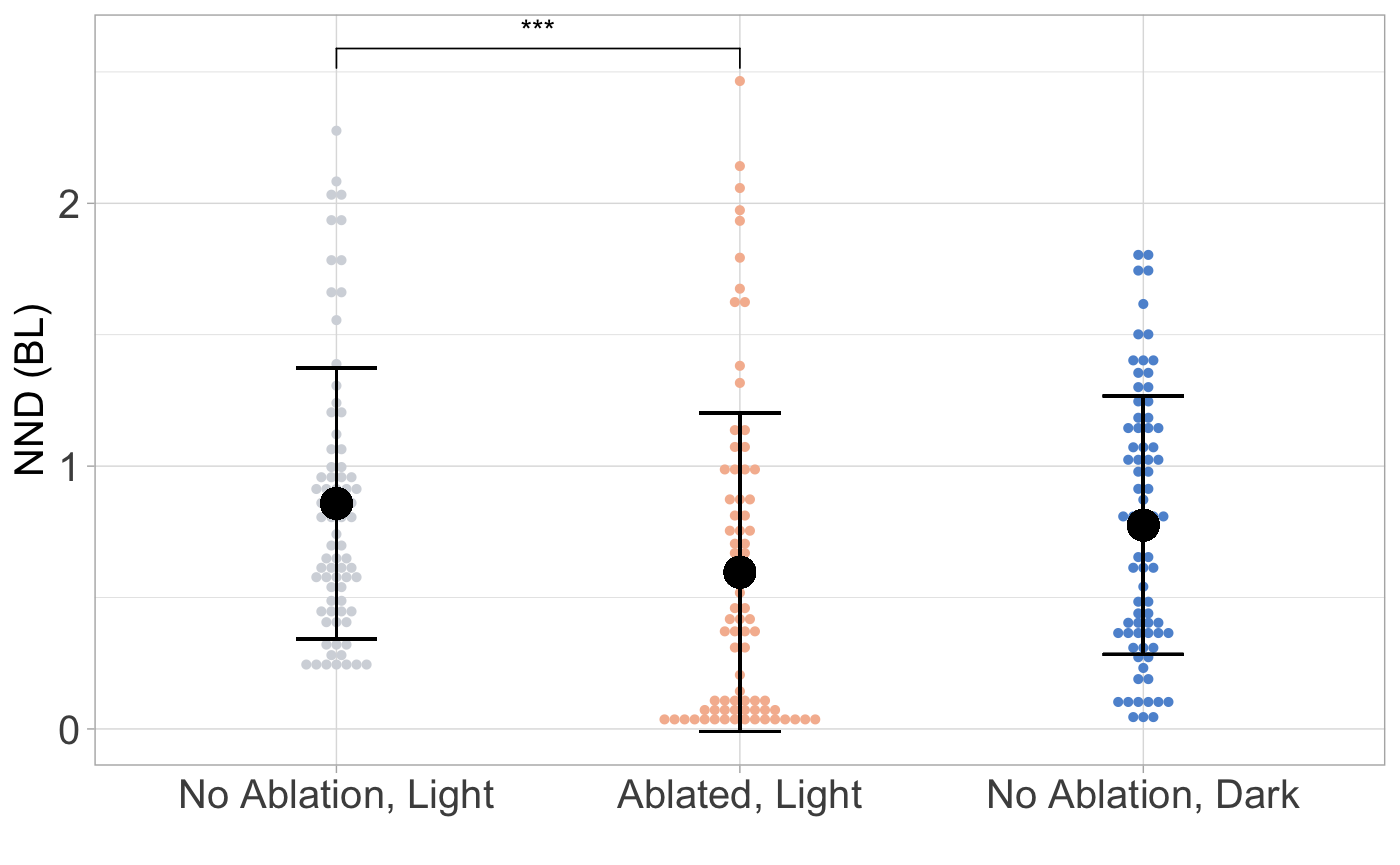 ***
NND (BL)
2
1
0
No Ablation, Light
Ablated, Light
No Ablation, Dark